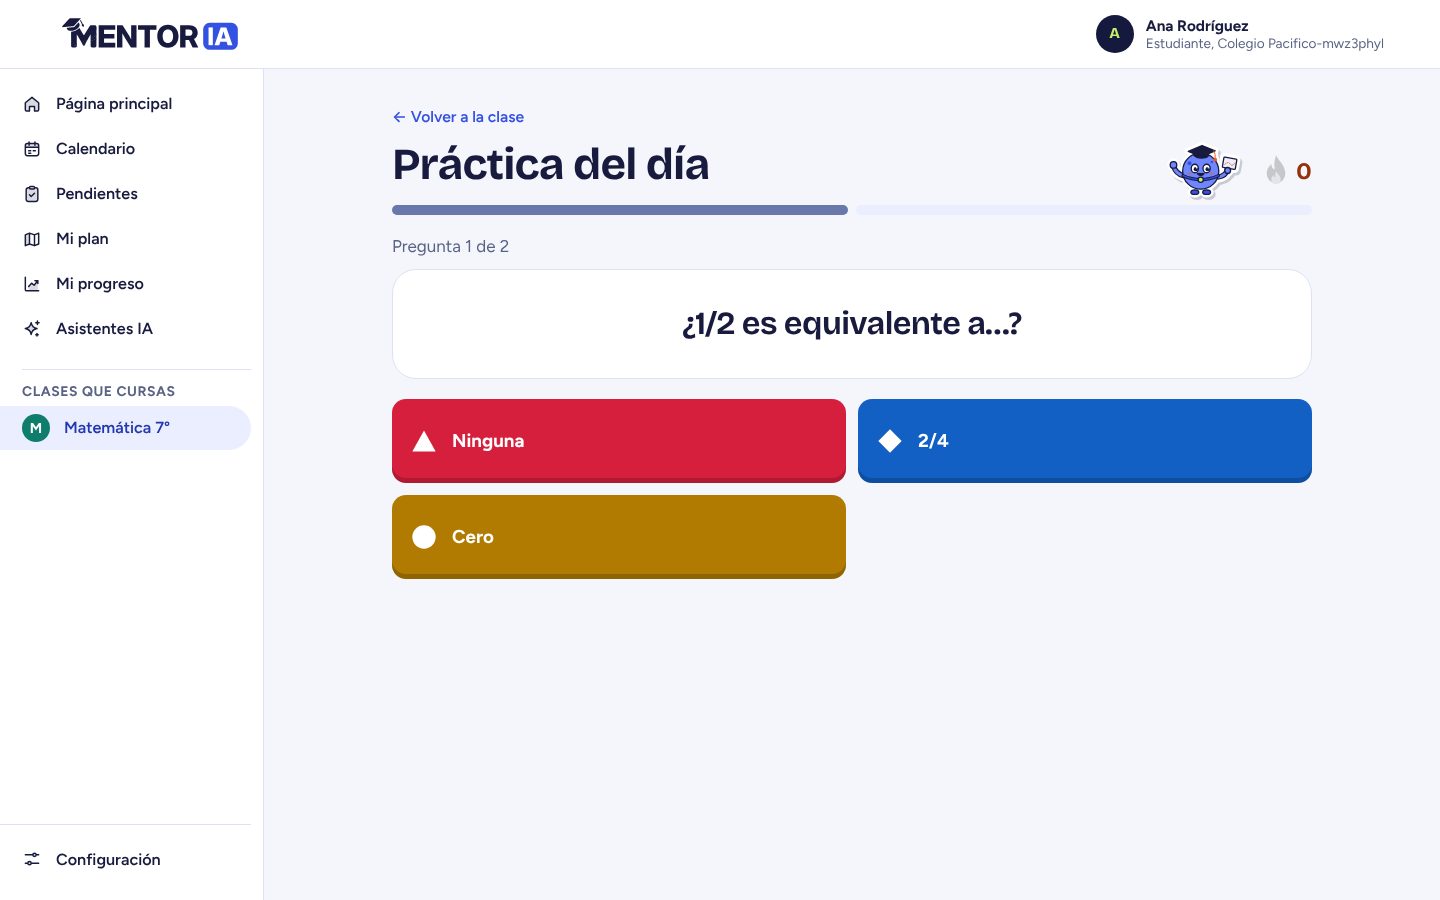 MENTOR IA
A
Ana Rodríguez
Estudiante, Colegio Pacifico-mwz3phyl
Página principal
Calendario
Pendientes
Mi plan
Mi progreso
Asistentes IA
CLASES QUE CURSAS
M Matemática 7°
Configuración
← Volver a la clase
Práctica del día
0
Pregunta 1 de 2
¿1/2 es equivalente a...?
Ninguna
2/4
Cero